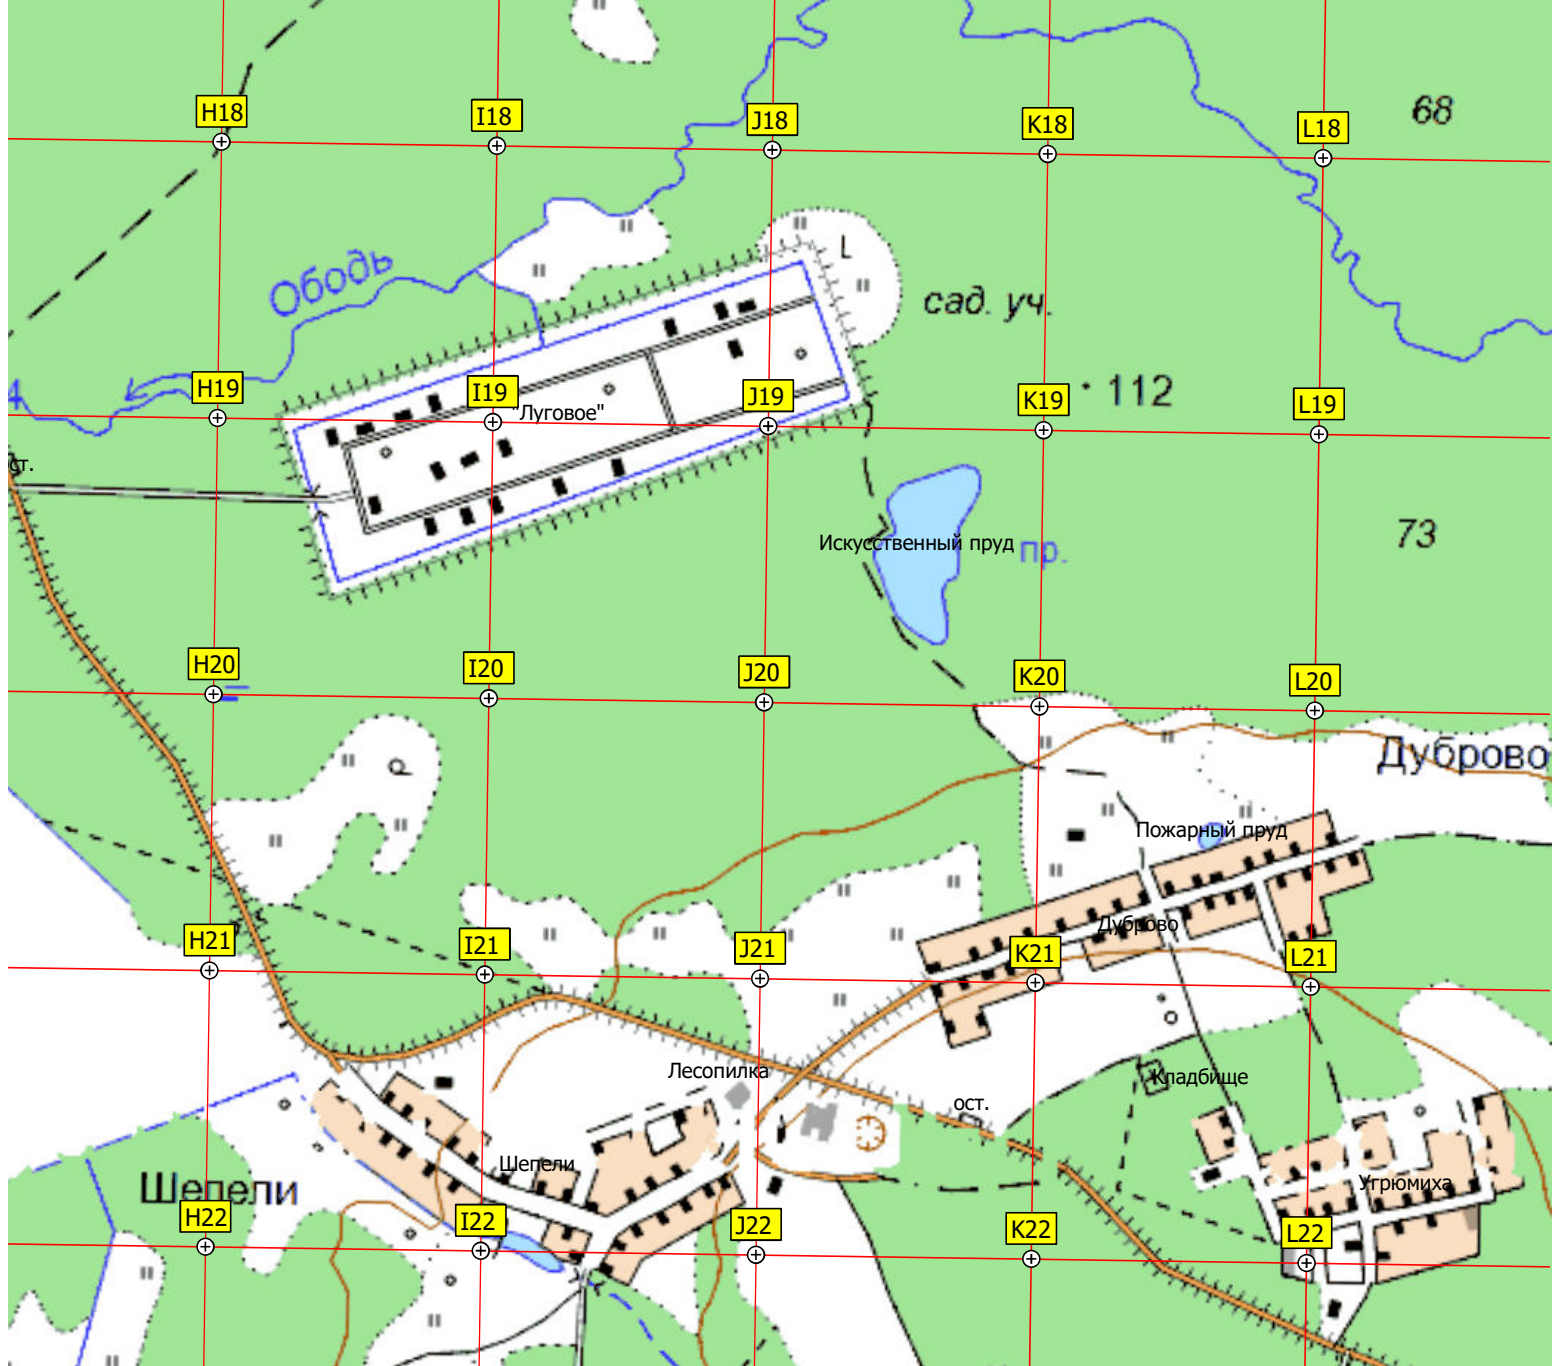 68
H18
I18
J18
K18
L18
Ободь
сад. уч.
4
H19
I19
J19
K19
L19
112
"Луговое"
ст.
Искусственный пруд
пр.
73
H20
I20
J20
K20
L20
Дуброво
Пожарный пруд
Дуброво
H21
I21
J21
K21
L21
Лесопилка
Кладбище
ост.
Шепели
Шепели
Угрюмиха
H22
I22
J22
K22
L22